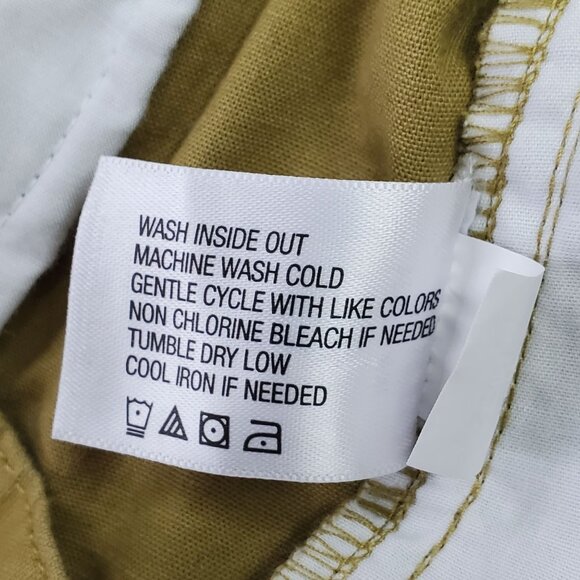 WASH INSIDE OUT
MACHINE WASH COLD
GENTLE CYCLE WITH LIKE COLORS
NON CHLORINE BLEACH IF NEEDED
TUMBLE DRY LOW
COOL IRON IF NEEDED